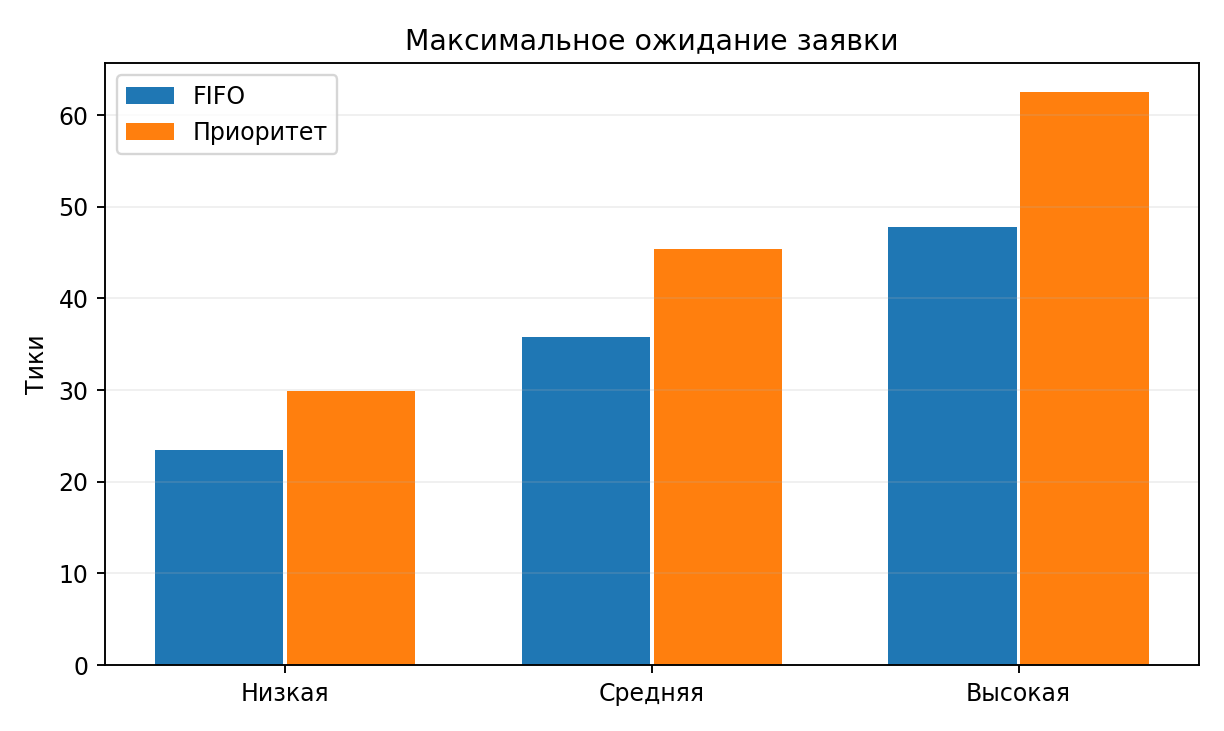 Максимальное ожидание заявки
FIFO
Приоритет
Тики
60
50
40
30
20
10
0
Низкая
Средняя
Высокая